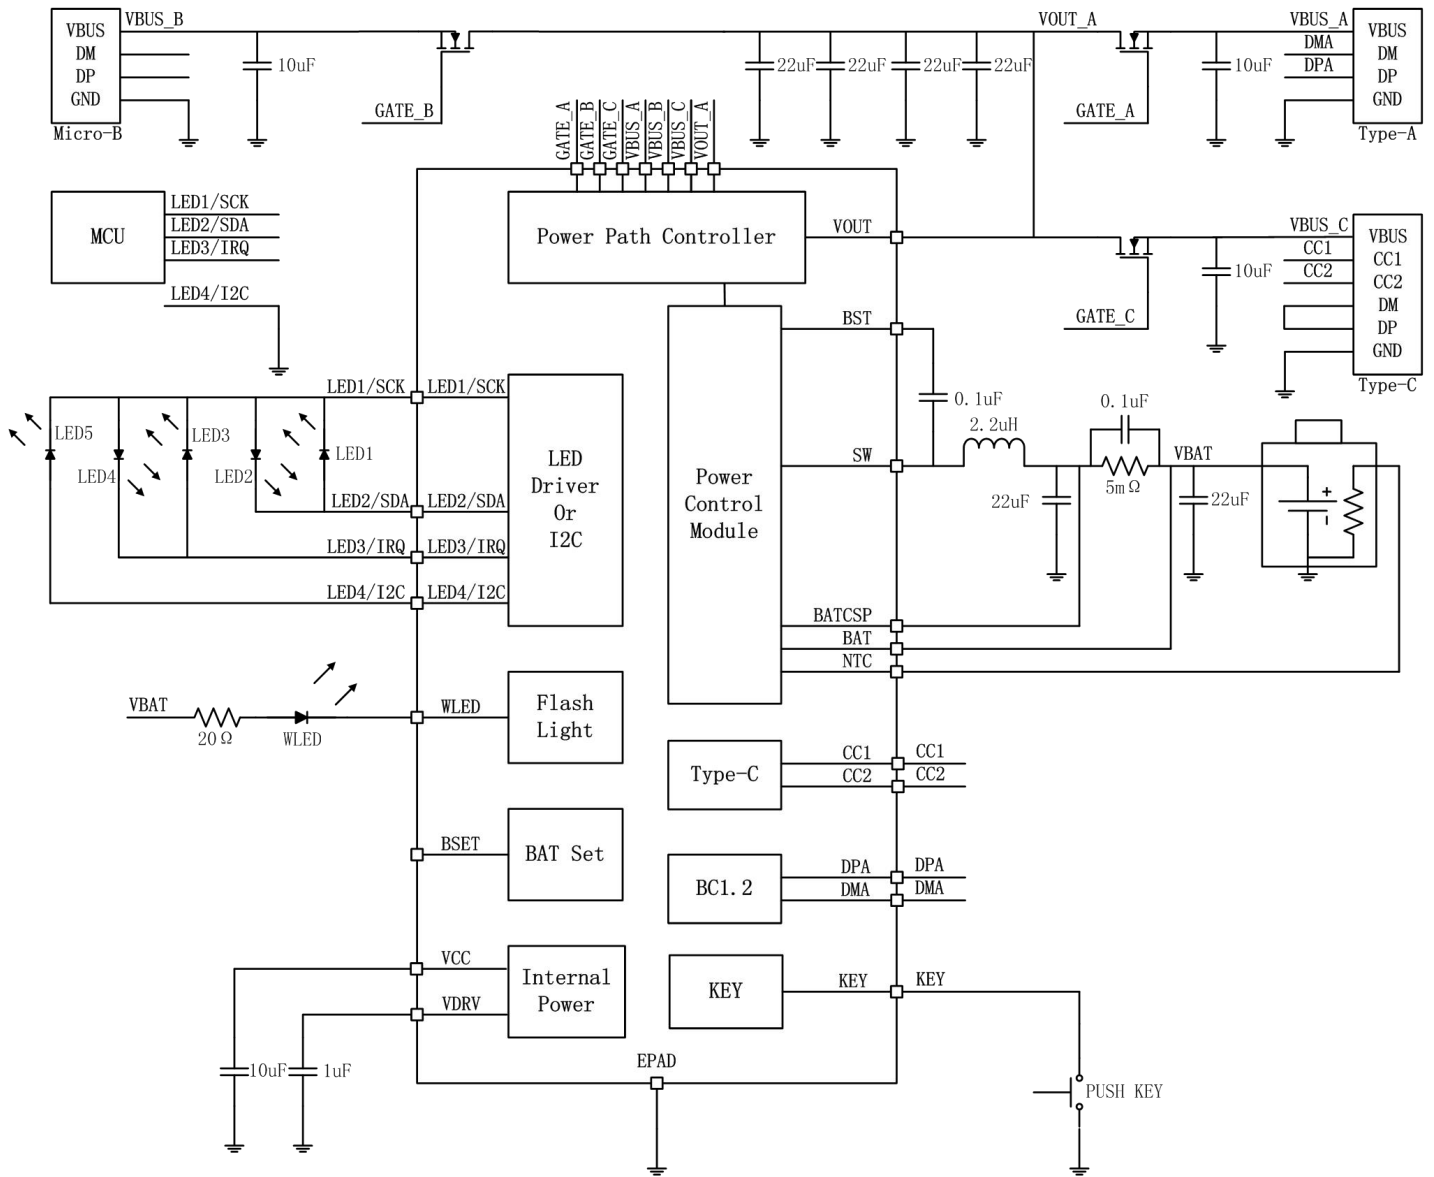 VBUS_B
VOUT_A
VBUS_A
VBUS
DM
DP
GND
Micro-B
10uF
GATE_B
22uF
22uF
22uF
22uF
GATE_A
10uF
DMA
DPA
VBUS
DM
DP
GND
Type-A
GATE_A
GATE_B
GATE_C
VBUS_A
VBUS_B
VBUS_C
VOUT_A
MCU
LED1/SCK
LED2/SDA
LED3/IRQ
LED4/I2C
Power Path Controller
VOUT
VBUS_C
CC1
CC2
10uF
GATE_C
VBUS
CC1
CC2
DM
DP
GND
Type-C
BST
0.1uF
2.2uH
0.1uF
SW
VBAT
5mΩ
22uF
22uF
+
-
Power
Control
Module
BATCSP
BAT
NTC
LED1/SCK
LED1/SCK
LED5
LED4
LED3
LED2
LED1
LED2/SDA
LED2/SDA
LED3/IRQ
LED3/IRQ
LED4/I2C
LED4/I2C
LED
Driver
Or
I2C
VBAT
20Ω
WLED
WLED
Flash
Light
Type-C
CC1
CC1
CC2
CC2
BSET
BAT Set
BC1.2
DPA
DPA
DMA
DMA
VCC
VDRV
Internal
Power
10uF
1uF
KEY
KEY
KEY
EPAD
PUSH KEY